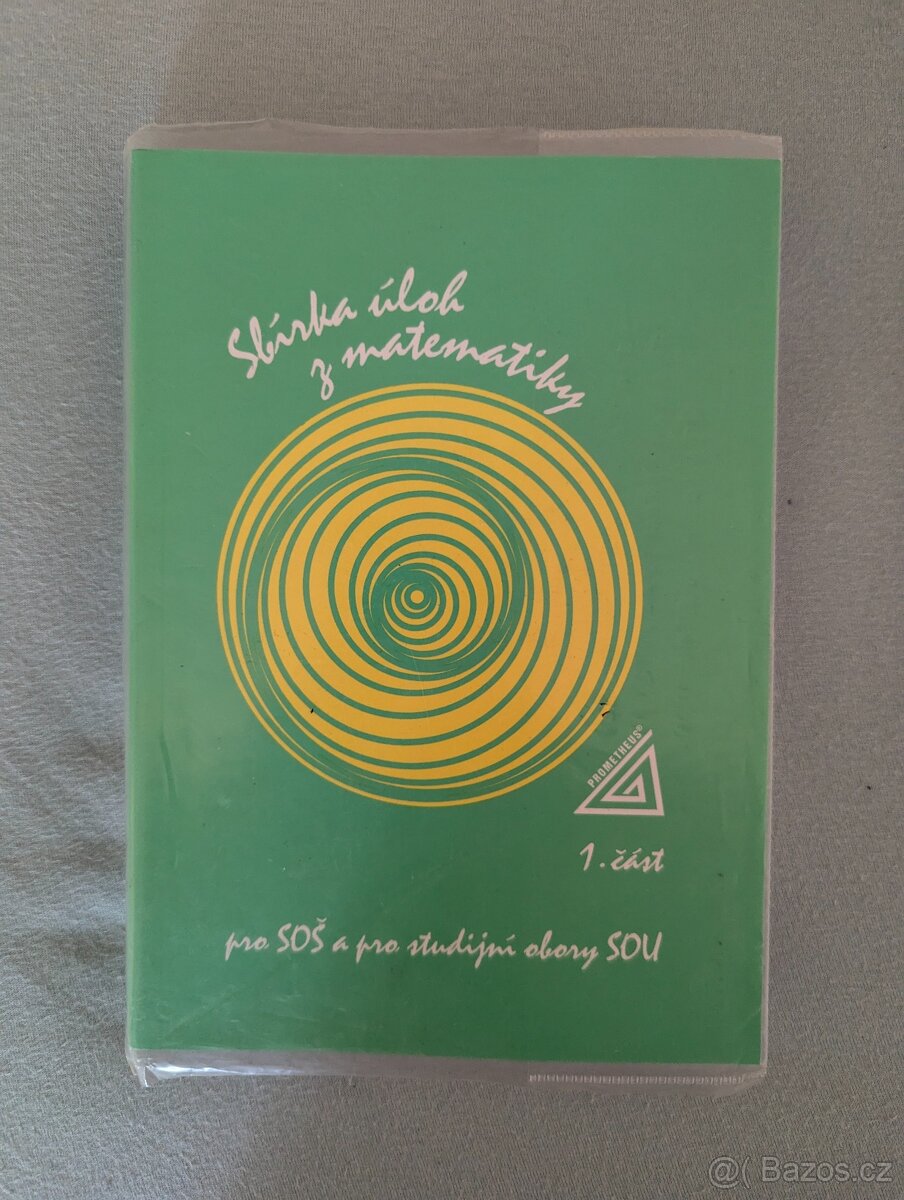 Sbírka úloh
z matematiky
PROMETHEUS®
1. část
pro SOŠ a pro studijní obory SOU
@( Bazos.cz